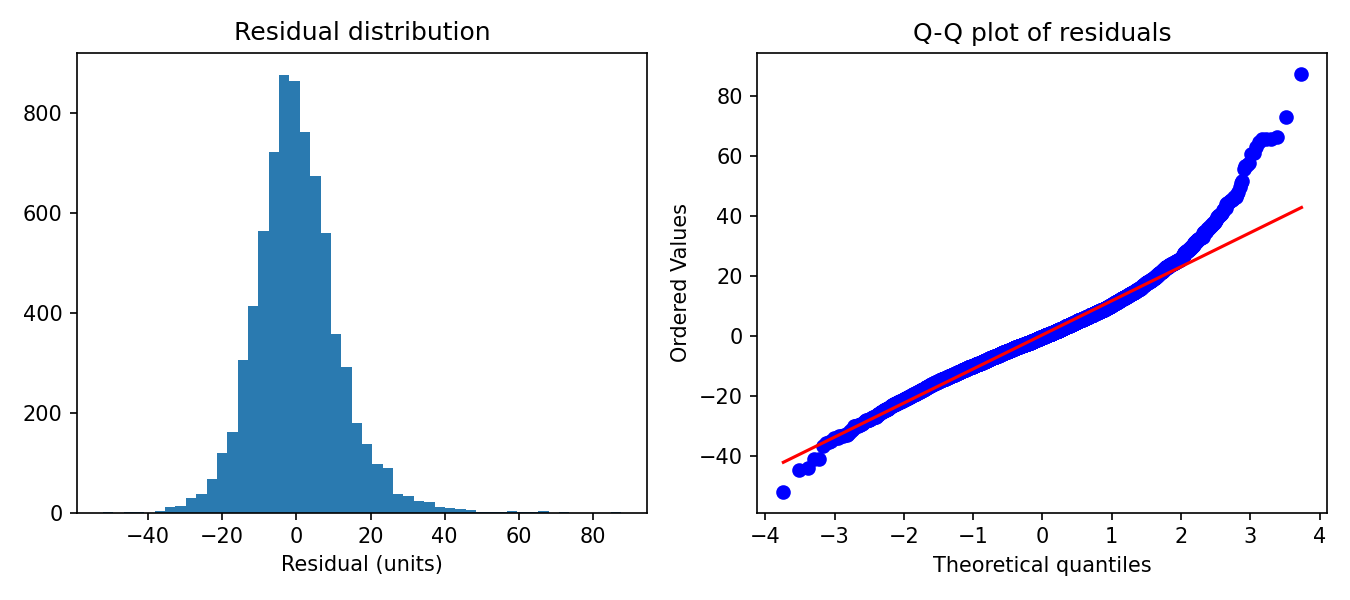 Residual distribution
800
600
400
200
0
−40 −20 0 20 40 60 80
Residual (units)
Q-Q plot of residuals
Ordered Values
80
60
40
20
0
−20
−40
−4 −3 −2 −1 0 1 2 3 4
Theoretical quantiles